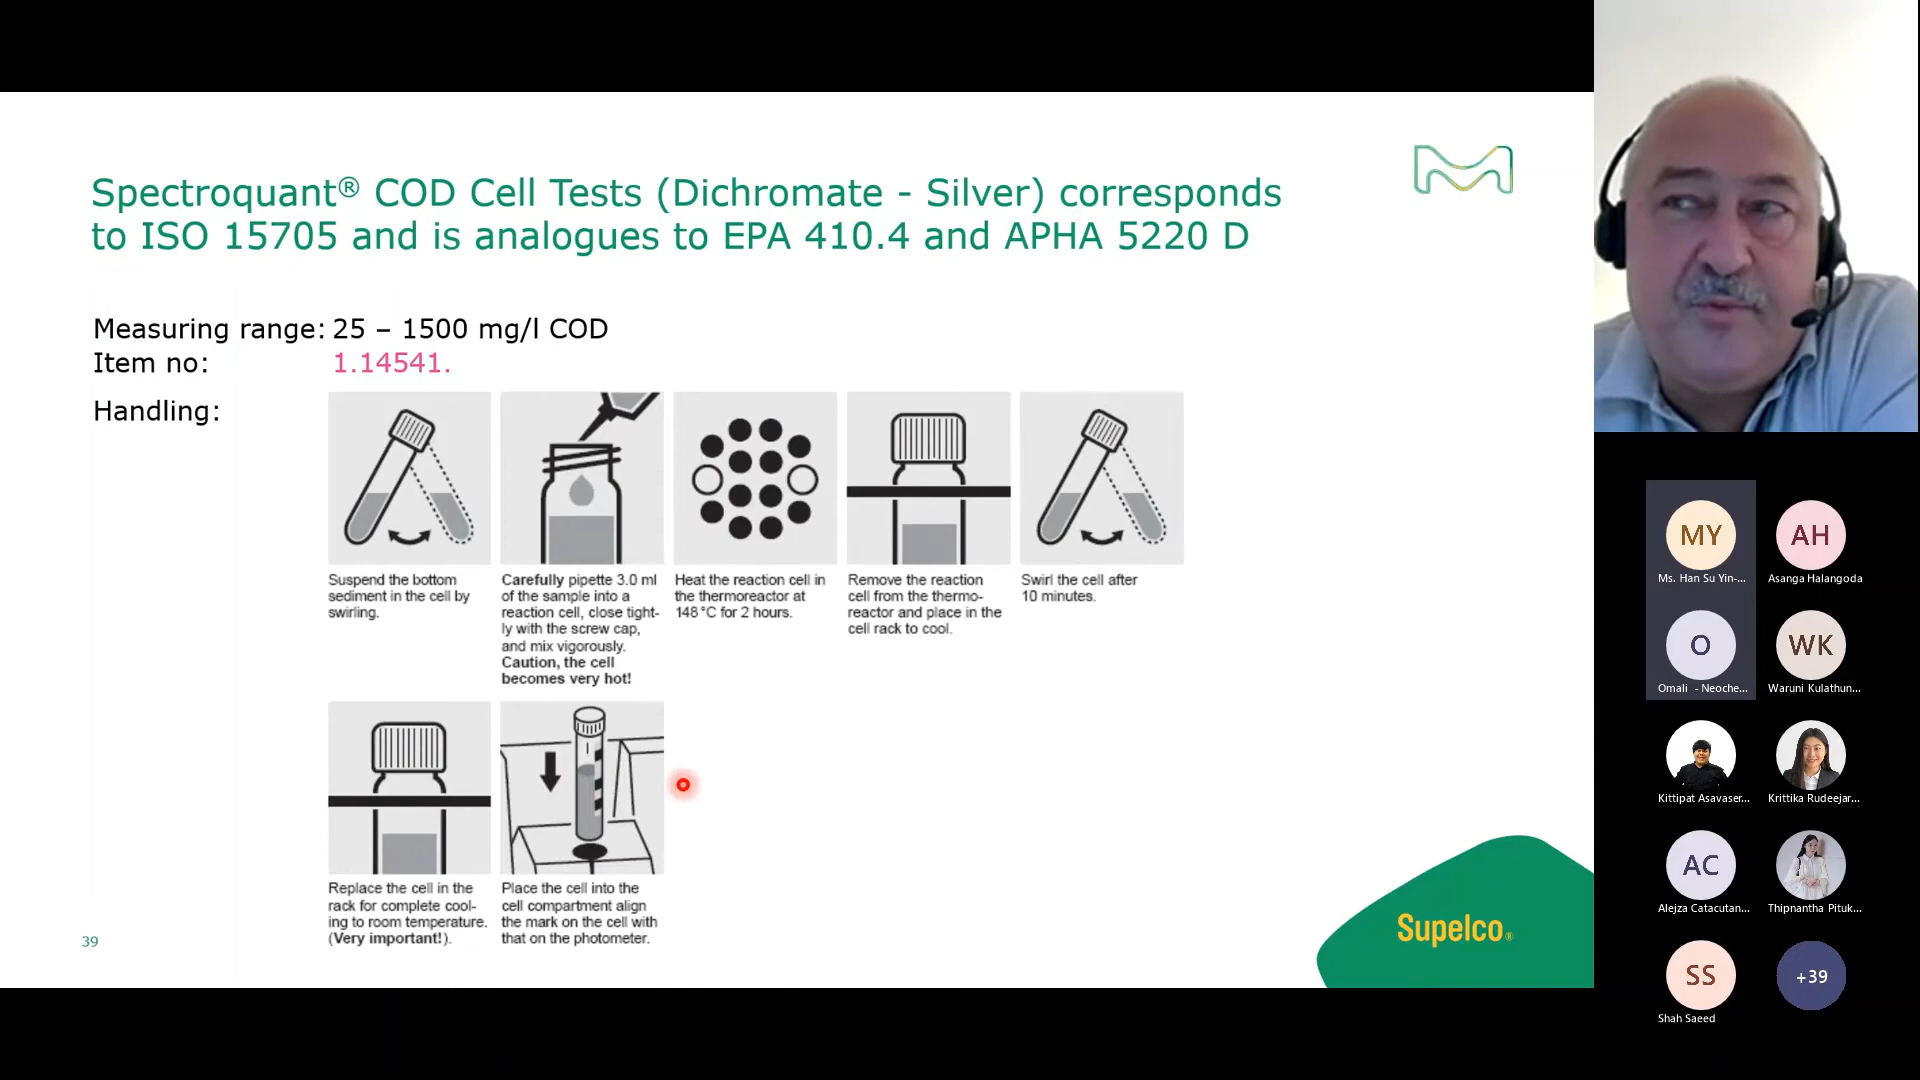 Spectroquant® COD Cell Tests (Dichromate - Silver) corresponds
to ISO 15705 and is analogues to EPA 410.4 and APHA 5220 D
Measuring range: 25 – 1500 mg/l COD
Item no: 1.14541.
Handling:
Suspend the bottom
sediment in the cell by
swirling.
Carefully pipette 3.0 ml
of the sample into a
reaction cell, close tight-
ly with the screw cap,
and mix vigorously.
Caution, the cell
becomes very hot!
Heat the reaction cell in
the thermoreactor at
148 °C for 2 hours.
Remove the reaction
cell from the thermo-
reactor and place in the
cell rack to cool.
Swirl the cell after
10 minutes.
Replace the cell in the
rack for complete cool-
ing to room temperature.
(Very important!).
Place the cell into the
cell compartment align
the mark on the cell with
that on the photometer.
39
Supelco®
MY
Ms. Han Su Yin-...
AH
Asanga Halangoda
O
Omali - Neoche...
WK
Waruni Kulathun...
Kittipat Asavaser...
Krittika Rudeejar...
AC
Alejza Catacutan...
Thipnantha Pituk...
SS
Shah Saeed
+39